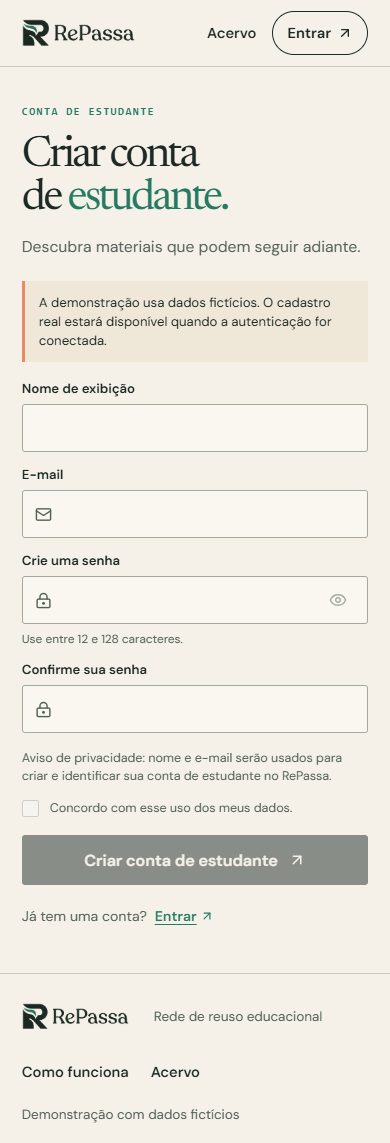 RePassa
Acervo
Entrar
CONTA DE ESTUDANTE
Criar conta
de estudante.
Descubra materiais que podem seguir adiante.
A demonstração usa dados fictícios. O cadastro
real estará disponível quando a autenticação for
conectada.
Nome de exibição
E-mail
Crie uma senha
Use entre 12 e 128 caracteres.
Confirme sua senha
Aviso de privacidade: nome e e-mail serão usados para
criar e identificar sua conta de estudante no RePassa.
Concordo com esse uso dos meus dados.
Criar conta de estudante
Já tem uma conta? Entrar
RePassa
Rede de reuso educacional
Como funciona
Acervo
Demonstração com dados fictícios